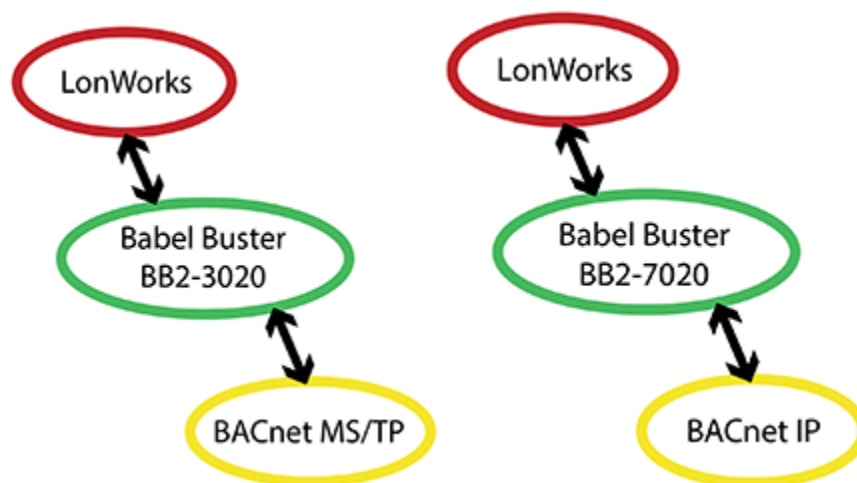 LonWorks
Babel Buster
BB2-3020
BACnet MS/TP
LonWorks
Babel Buster
BB2-7020
BACnet IP